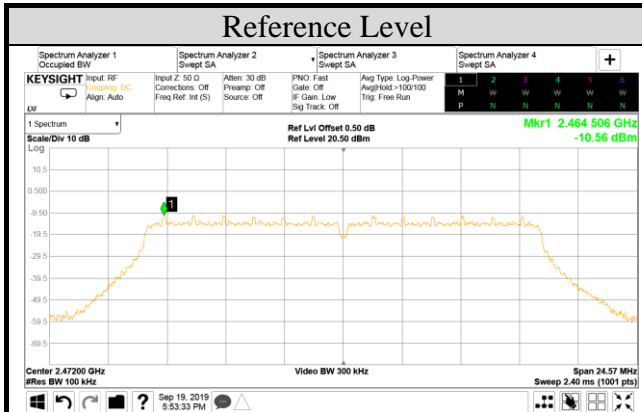 Reference Level
Spectrum Analyzer 1
Occupied BW
Spectrum Analyzer 2
Swept SA
Spectrum Analyzer 3
Swept SA
Spectrum Analyzer 4
Swept SA
+
KEYSIGHT
Input: RF
Coupling: DC
Align: Auto
Input Z: 50 Ω
Corrections: Off
Freq Ref: Int (S)
Atten: 30 dB
Preamp: Off
Source: Off
PNO: Fast
Gate: Off
IF Gain: Low
Sig Track: Off
Avg Type: Log-Power
Avg|Hold:>100/100
Trig: Free Run
1 2 3 4 5 6
M W W W W W
P N N N N N
LXI
1 Spectrum
Scale/Div 10 dB
Ref Lvl Offset 0.50 dB
Ref Level 20.50 dBm
Mkr1 2.464 506 GHz
-10.56 dBm
Log
10.5
0.500
-9.50
-19.5
-29.5
-39.5
-49.5
-59.5
-69.5
1
Center 2.47200 GHz
#Res BW 100 kHz
Video BW 300 kHz
Span 24.57 MHz
Sweep 2.40 ms (1001 pts)
?
Sep 19, 2019
5:53:33 PM